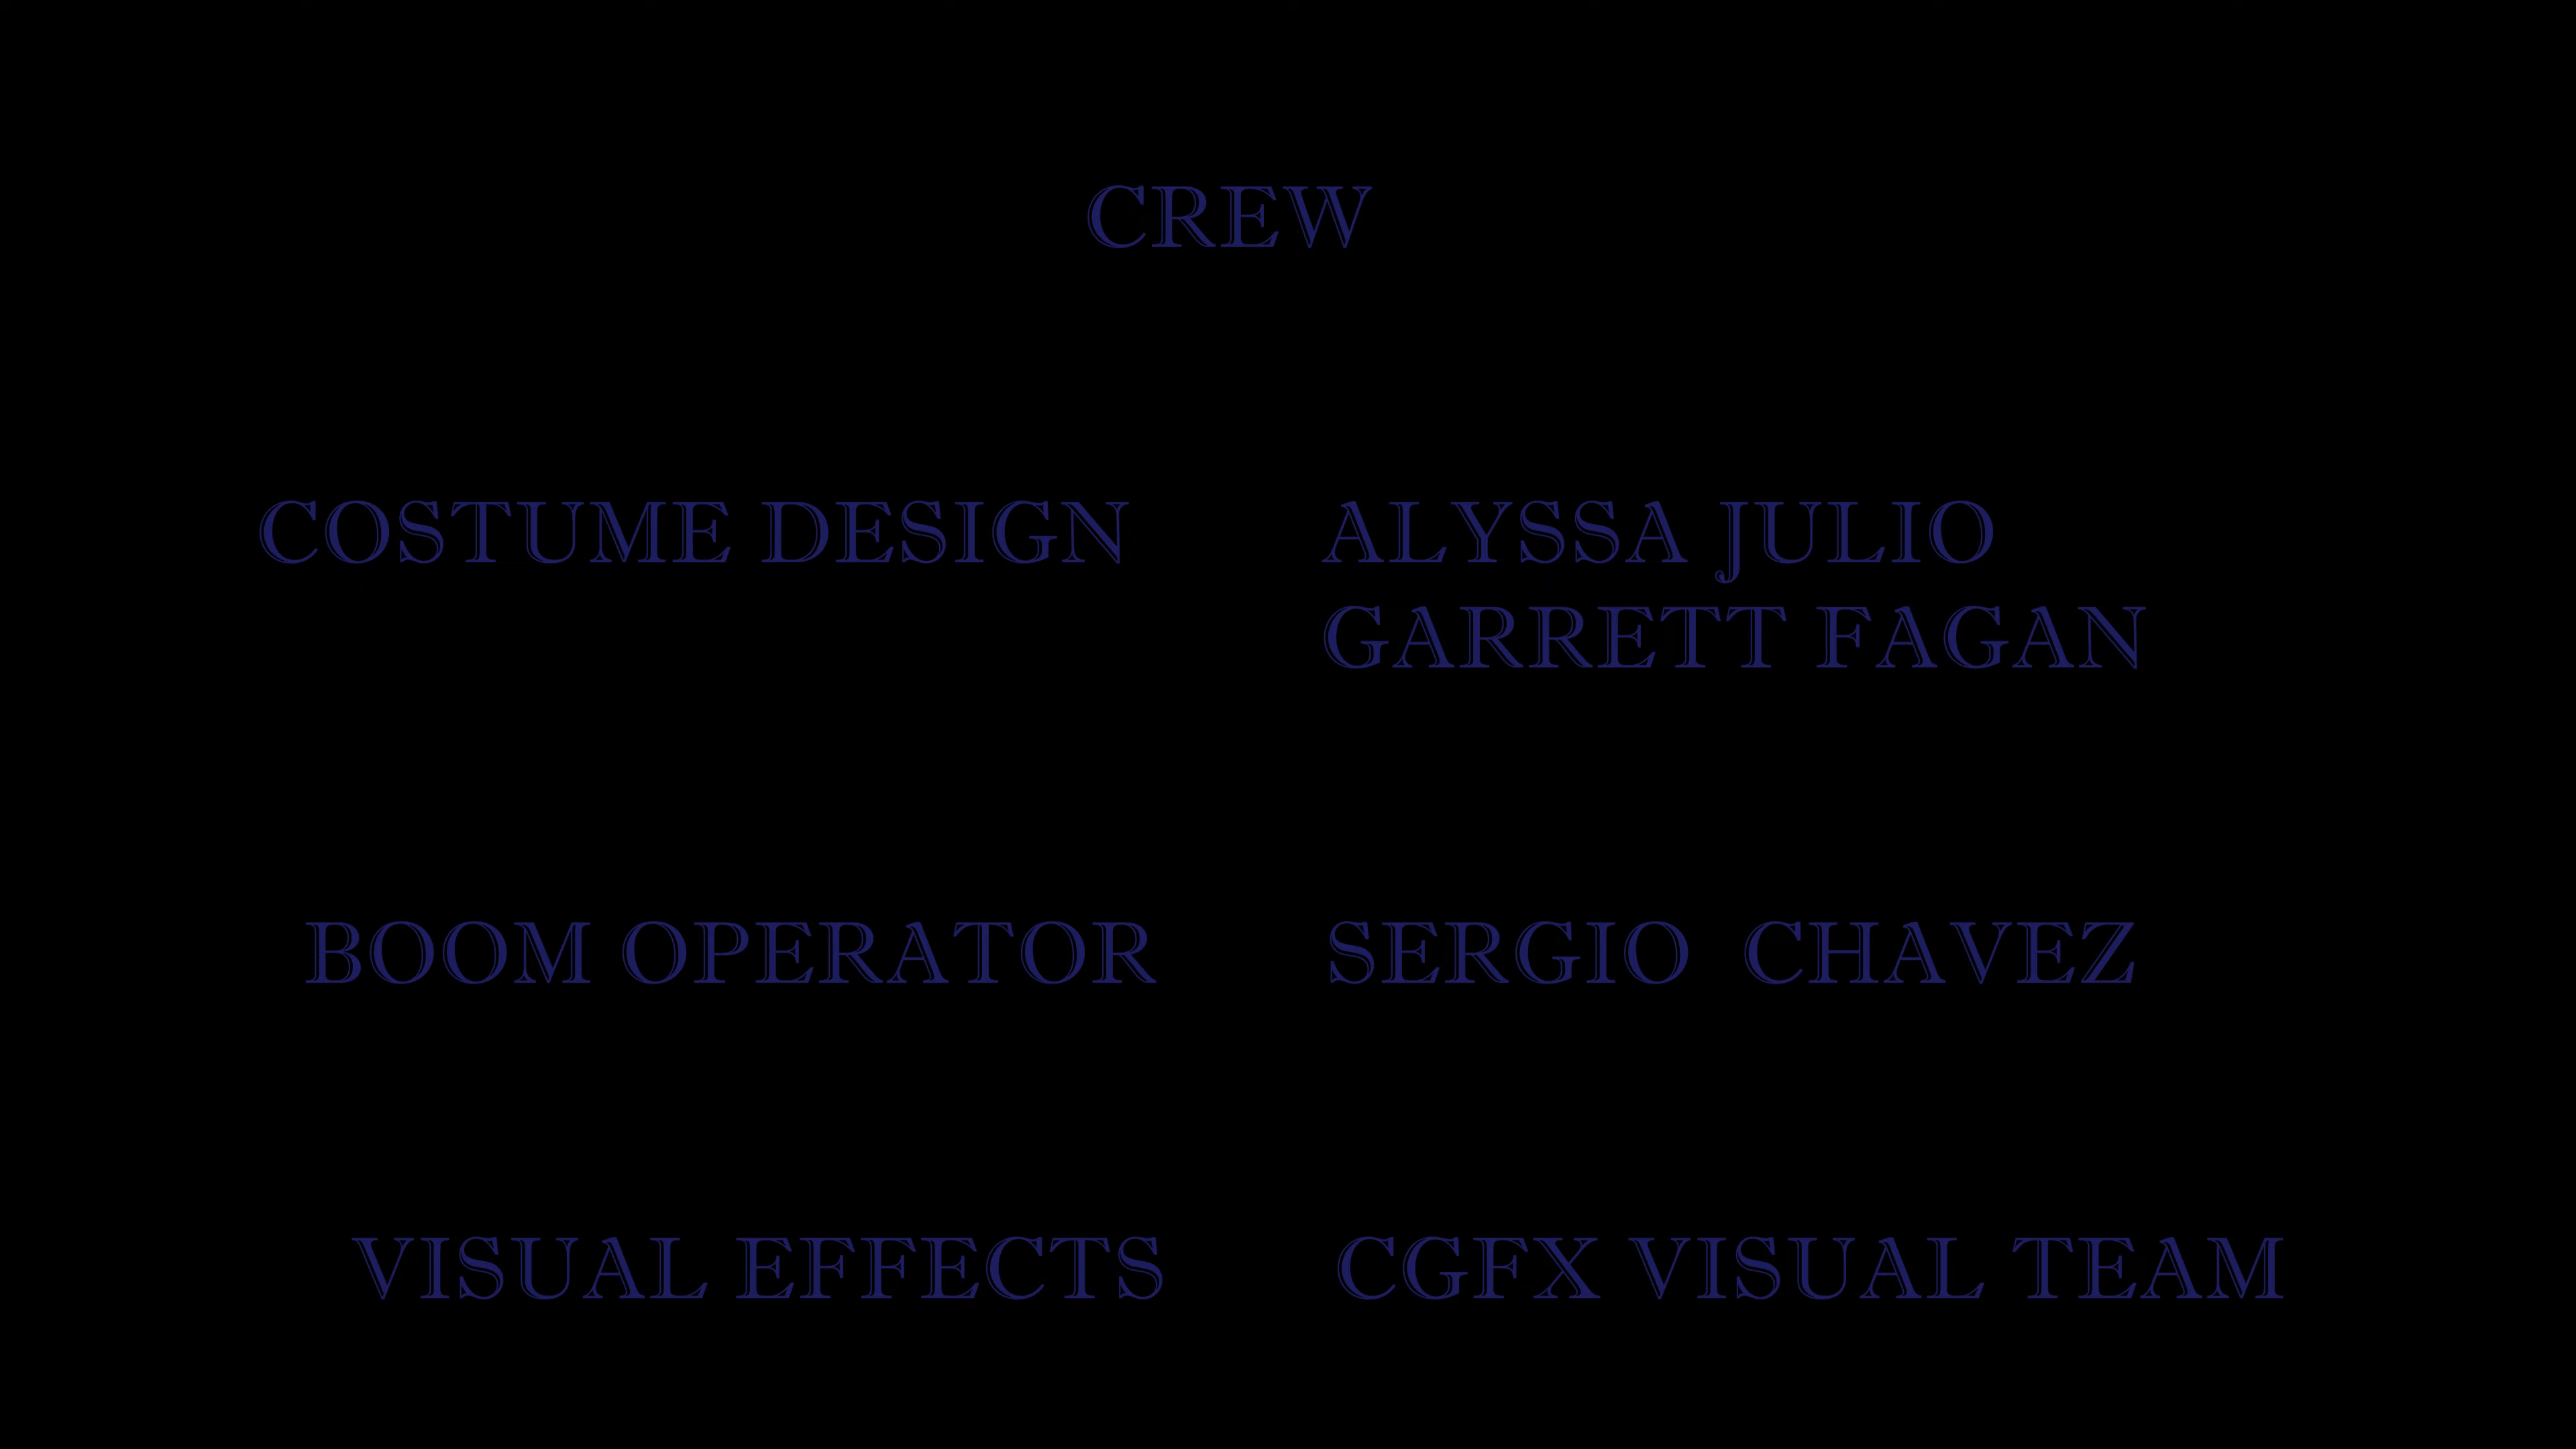 CREW
COSTUME DESIGN ALYSSA JULIO
GARRETT FAGAN
BOOM OPERATOR SERGIO CHAVEZ
VISUAL EFFECTS CGFX VISUAL TEAM